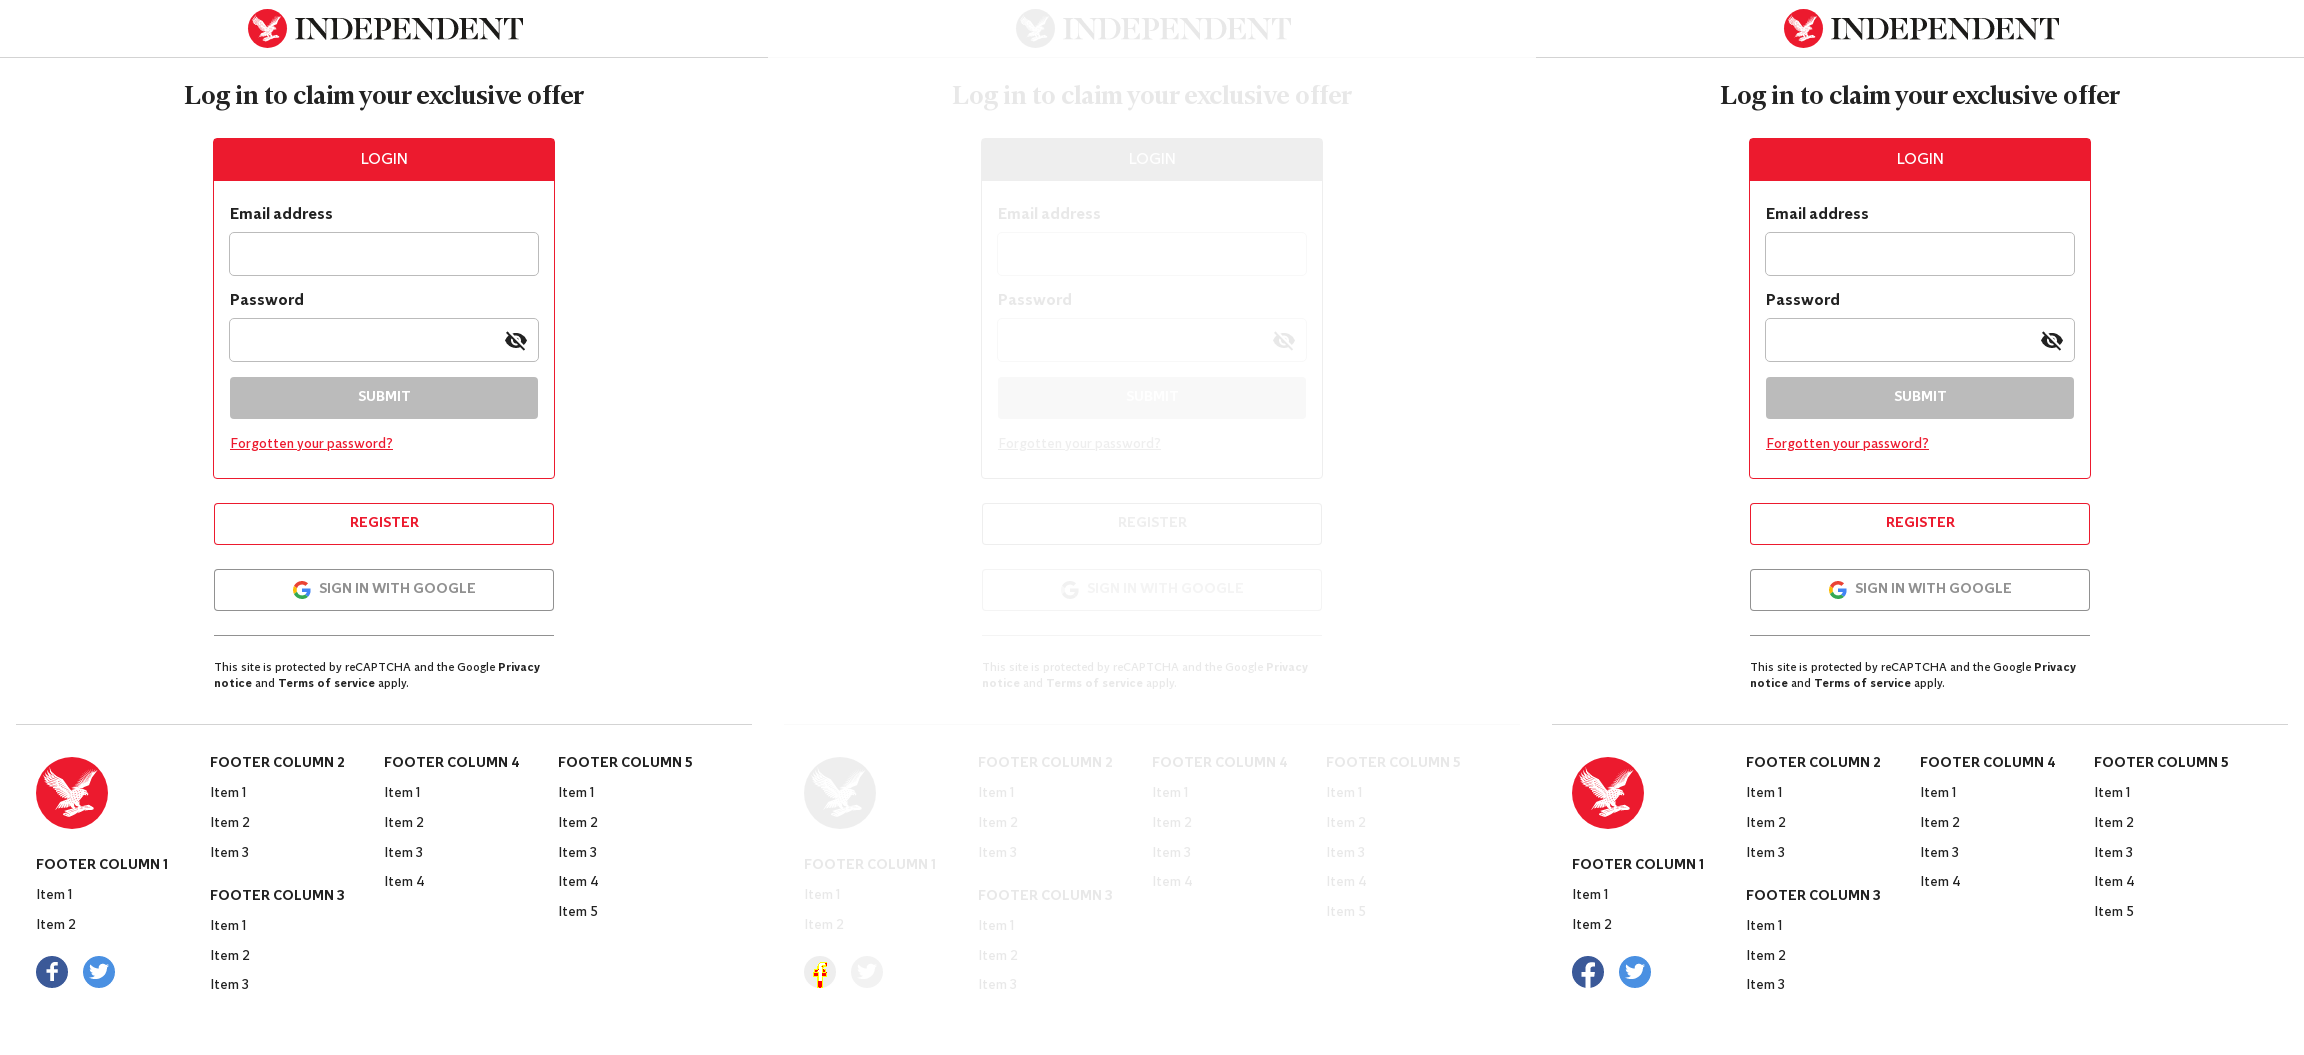 INDEPENDENT
Log in to claim your exclusive offer
LOGIN
Email address
Password
SUBMIT
Forgotten your password?
REGISTER
SIGN IN WITH GOOGLE
This site is protected by reCAPTCHA and the Google Privacy
notice and Terms of service apply.
FOOTER COLUMN 1
Item 1
Item 2
FOOTER COLUMN 2
Item 1
Item 2
Item 3
FOOTER COLUMN 3
Item 1
Item 2
Item 3
FOOTER COLUMN 4
Item 1
Item 2
Item 3
Item 4
FOOTER COLUMN 5
Item 1
Item 2
Item 3
Item 4
Item 5
INDEPENDENT
Log in to claim your exclusive offer
LOGIN
Email address
Password
SUBMIT
Forgotten your password?
REGISTER
SIGN IN WITH GOOGLE
This site is protected by reCAPTCHA and the Google Privacy
notice and Terms of service apply.
FOOTER COLUMN 1
Item 1
Item 2
FOOTER COLUMN 2
Item 1
Item 2
Item 3
FOOTER COLUMN 3
Item 1
Item 2
Item 3
FOOTER COLUMN 4
Item 1
Item 2
Item 3
Item 4
FOOTER COLUMN 5
Item 1
Item 2
Item 3
Item 4
Item 5
INDEPENDENT
Log in to claim your exclusive offer
LOGIN
Email address
Password
SUBMIT
Forgotten your password?
REGISTER
SIGN IN WITH GOOGLE
This site is protected by reCAPTCHA and the Google Privacy
notice and Terms of service apply.
FOOTER COLUMN 1
Item 1
Item 2
FOOTER COLUMN 2
Item 1
Item 2
Item 3
FOOTER COLUMN 3
Item 1
Item 2
Item 3
FOOTER COLUMN 4
Item 1
Item 2
Item 3
Item 4
FOOTER COLUMN 5
Item 1
Item 2
Item 3
Item 4
Item 5